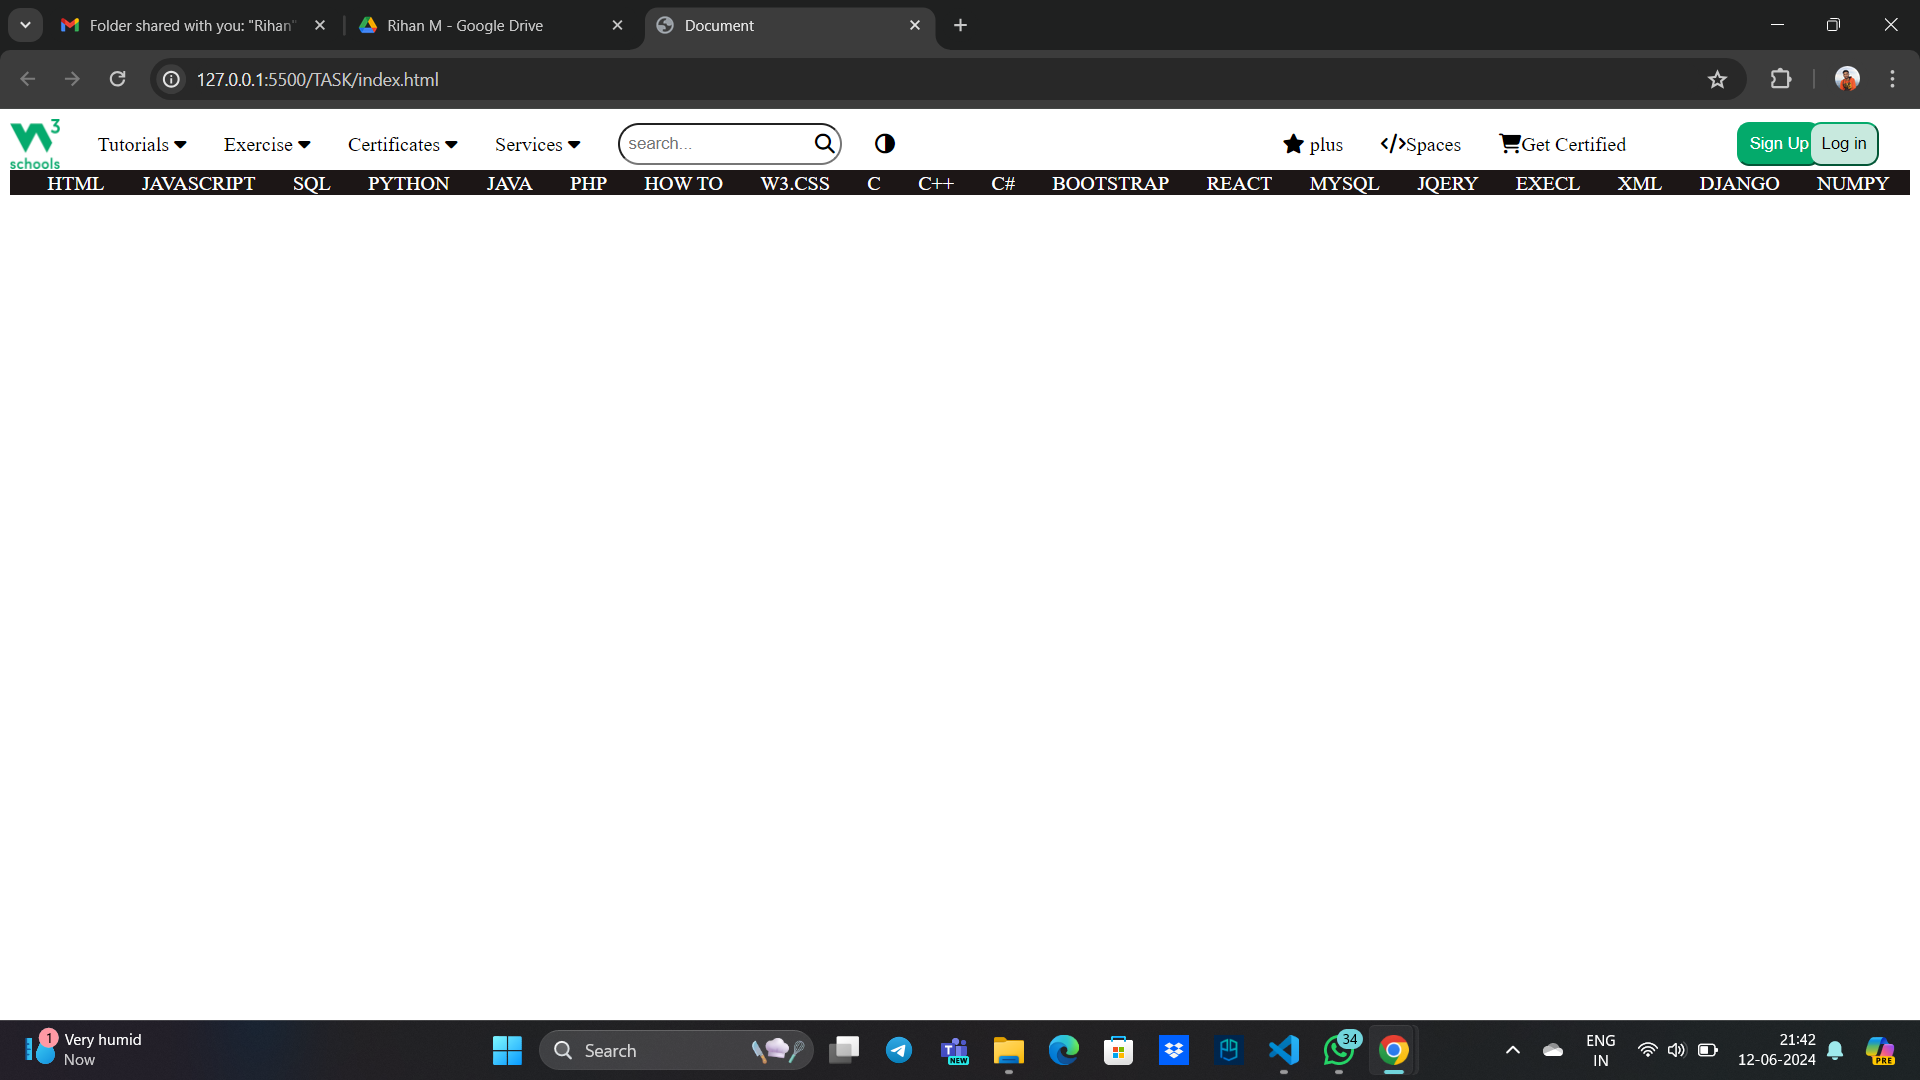 Folder shared with you: "Rihan"
Rihan M - Google Drive
Document
127.0.0.1:5500/TASK/index.html
W3
schools
Tutorials
Exercise
Certificates
Services
search...
plus
</>Spaces
Get Certified
Sign Up
Log in
HTML JAVASCRIPT SQL PYTHON JAVA PHP HOW TO W3.CSS C C++ C# BOOTSTRAP REACT MYSQL JQERY EXECL XML DJANGO NUMPY
1
Very humid
Now
Search
NEW
34
ENG
IN
21:42
12-06-2024
PRE